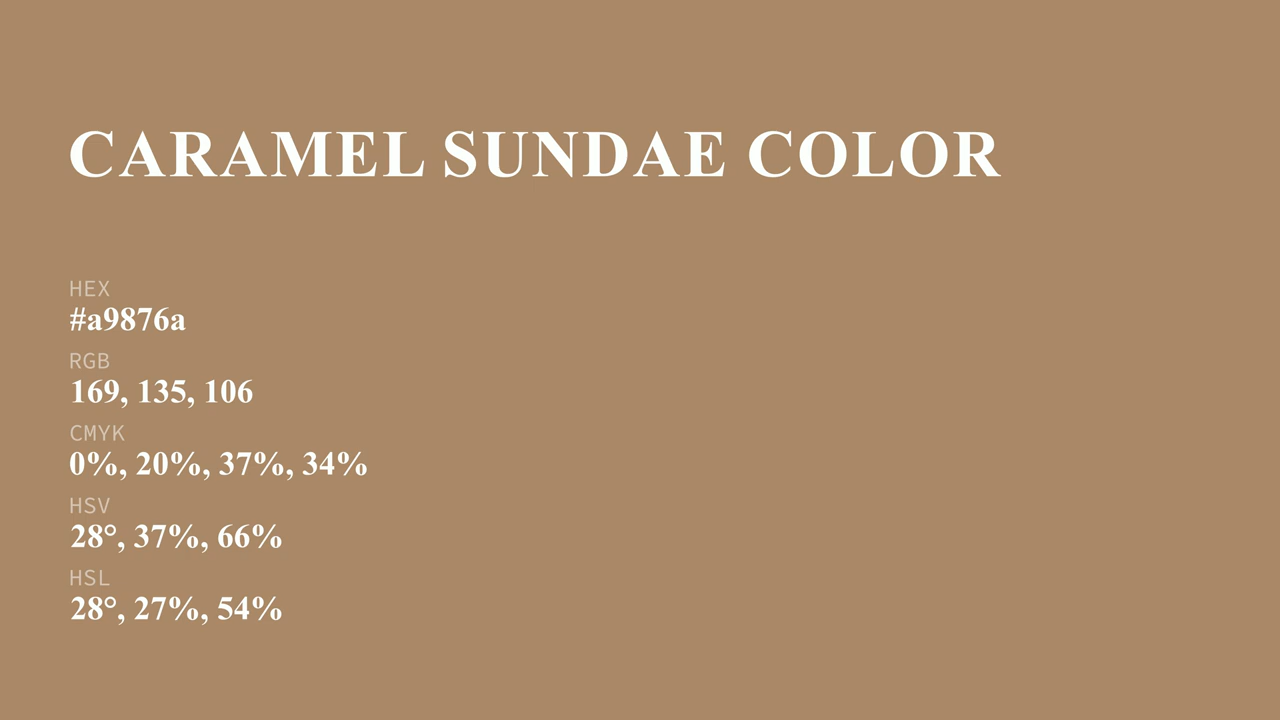 CARAMEL SUNDAE COLOR
HEX
#a9876a
RGB
169, 135, 106
CMYK
0%, 20%, 37%, 34%
HSV
28°, 37%, 66%
HSL
28°, 27%, 54%